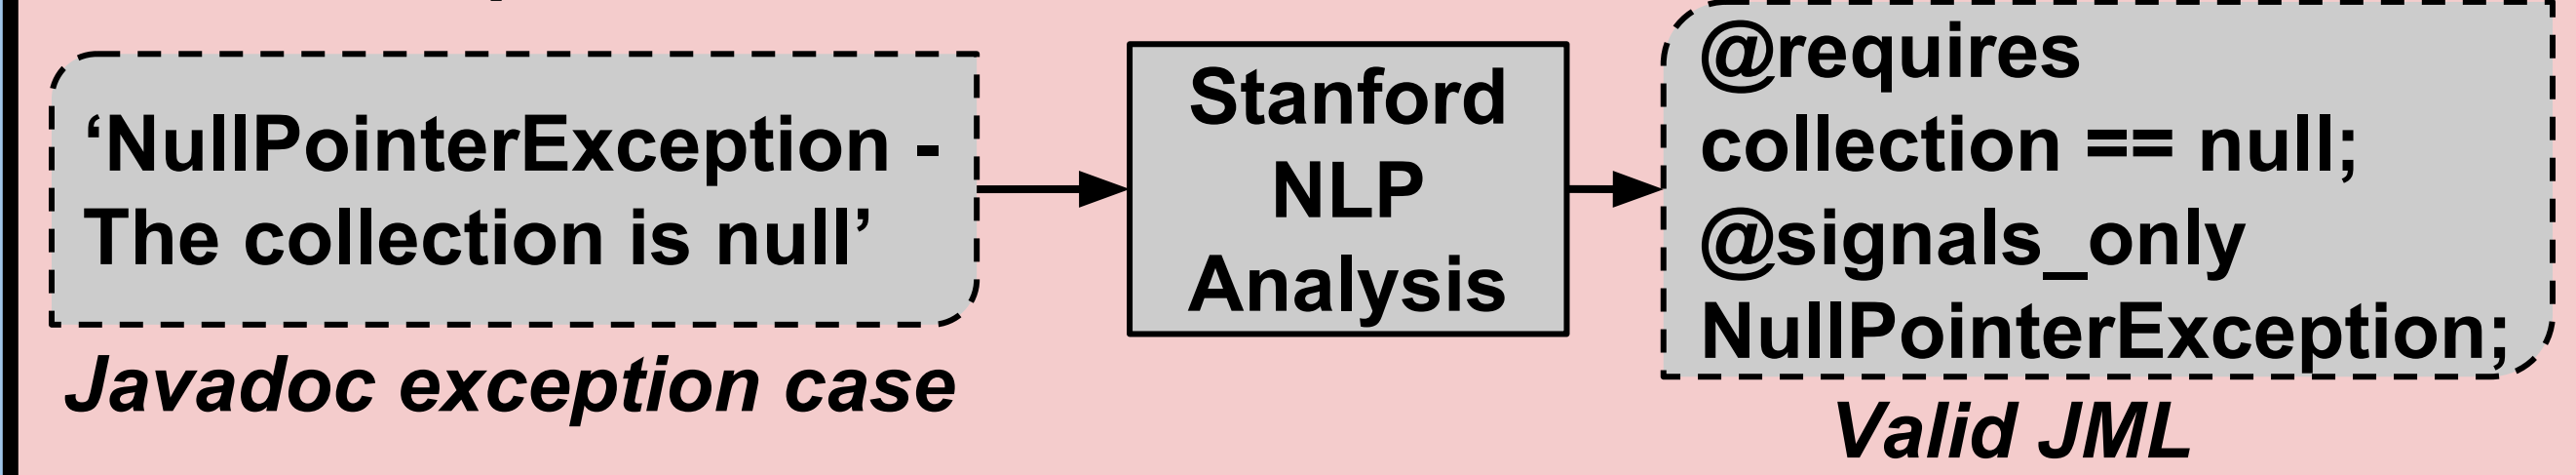 ‘NullPointerException -
The collection is null’
Javadoc exception case
Stanford
NLP
Analysis
@requires
collection == null;
@signals_only
NullPointerException;
Valid JML